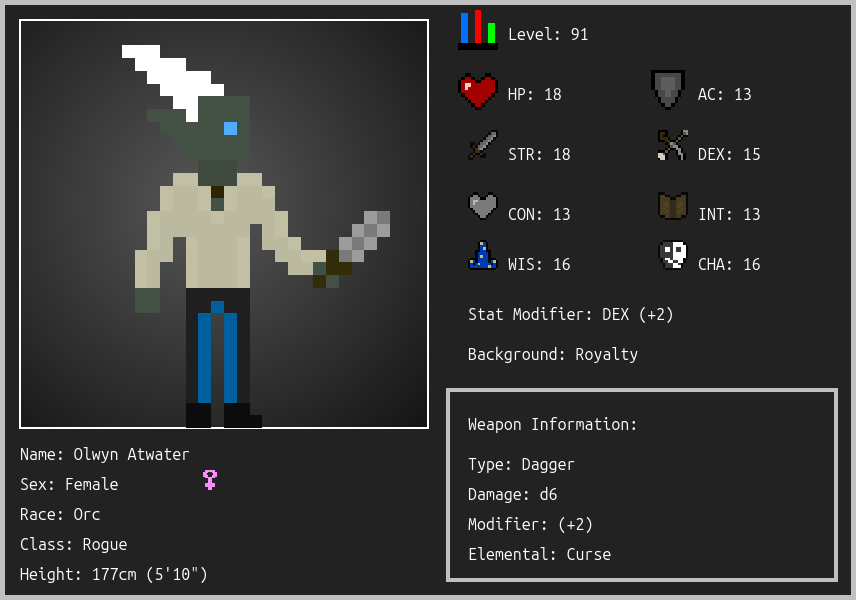 Level: 91
HP: 18
AC: 13
STR: 18
DEX: 15
CON: 13
INT: 13
WIS: 16
CHA: 16
Stat Modifier: DEX (+2)
Background: Royalty
Weapon Information:
Type: Dagger
Damage: d6
Modifier: (+2)
Elemental: Curse
Name: Olwyn Atwater
Sex: Female
Race: Orc
Class: Rogue
Height: 177cm (5'10")